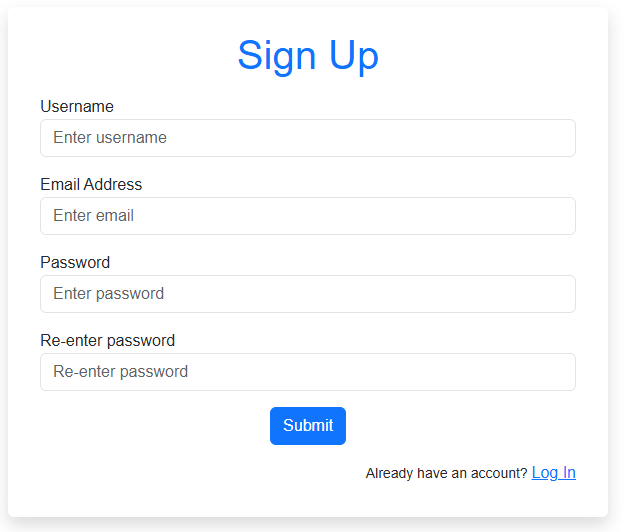 Sign Up
Username
Enter username
Email Address
Enter email
Password
Enter password
Re-enter password
Re-enter password
Submit
Already have an account? Log In